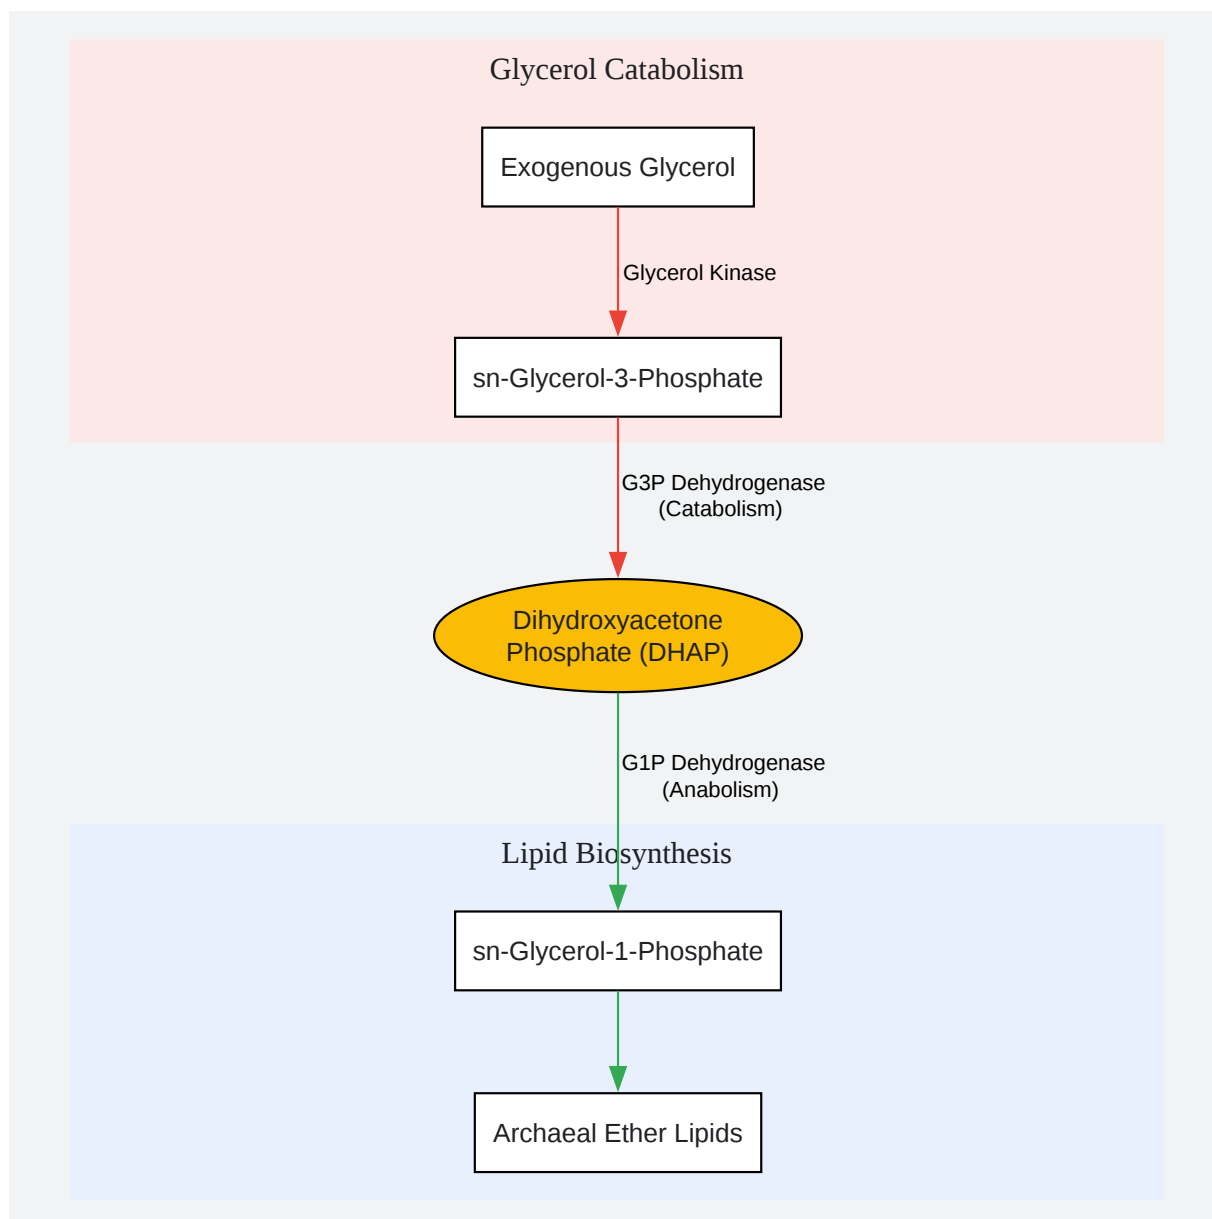 Glycerol Catabolism
Exogenous Glycerol
Glycerol Kinase
sn-Glycerol-3-Phosphate
G3P Dehydrogenase
(Catabolism)
Dihydroxyacetone
Phosphate (DHAP)
G1P Dehydrogenase
(Anabolism)
Lipid Biosynthesis
sn-Glycerol-1-Phosphate
Archaeal Ether Lipids